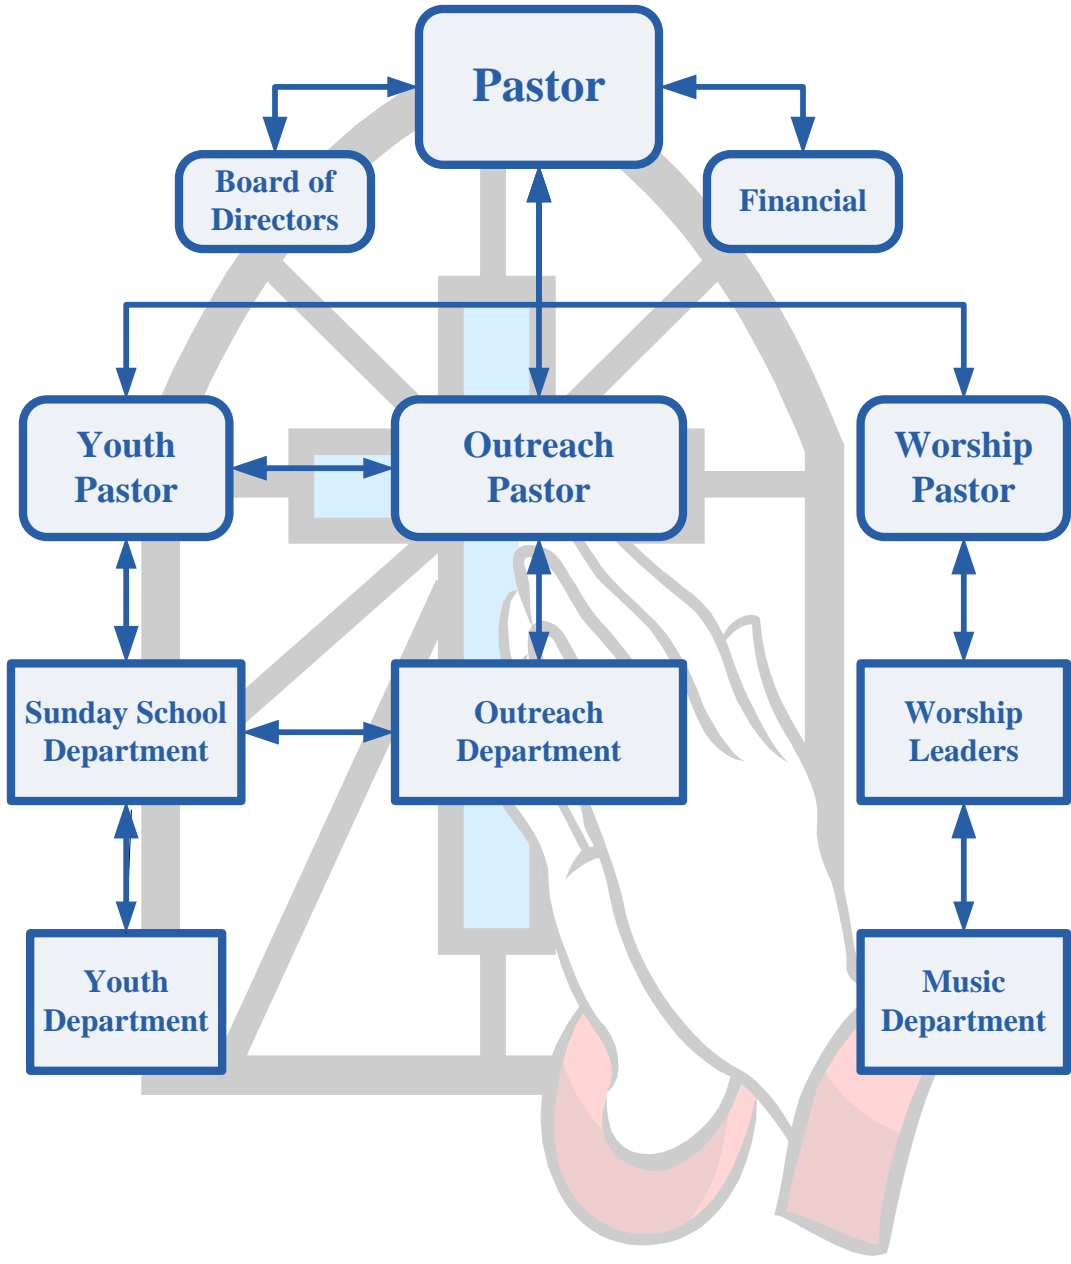 Pastor
Board of
Directors
Financial
Youth
Pastor
Outreach
Pastor
Worship
Pastor
Sunday School
Department
Outreach
Department
Worship
Leaders
Youth
Department
Music
Department